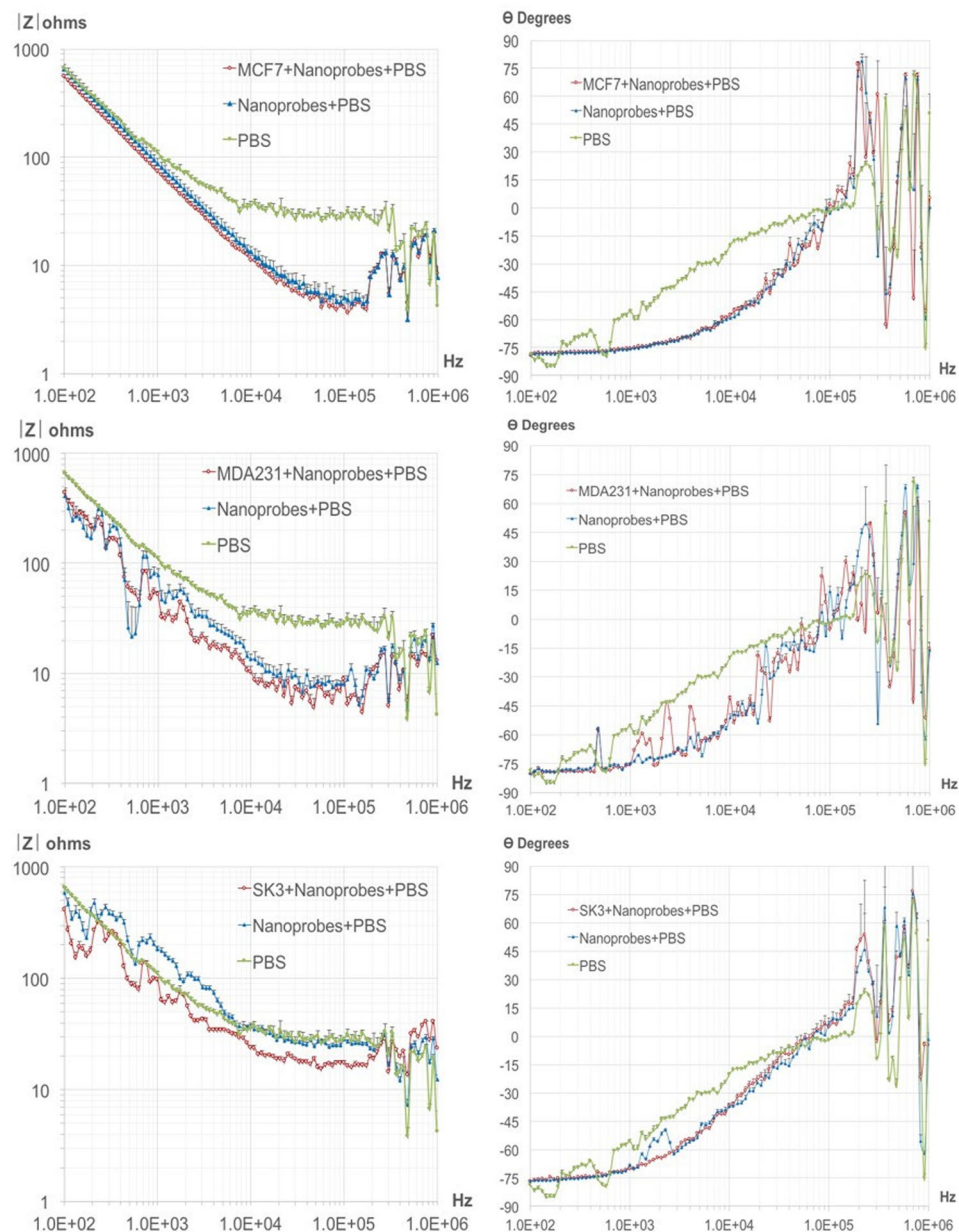 |Z| ohms
1000
100
10
1
MCF7+Nanoprobes+PBS
Nanoprobes+PBS
PBS
Hz
1.0E+02 1.0E+03 1.0E+04 1.0E+05 1.0E+06
Θ Degrees
90
75
60
45
30
15
0
-15
-30
-45
-60
-75
-90
MCF7+Nanoprobes+PBS
Nanoprobes+PBS
PBS
Hz
1.0E+02 1.0E+03 1.0E+04 1.0E+05 1.0E+06
|Z| ohms
1000
100
10
1
MDA231+Nanoprobes+PBS
Nanoprobes+PBS
PBS
Hz
1.0E+02 1.0E+03 1.0E+04 1.0E+05 1.0E+06
Θ Degrees
90
75
60
45
30
15
0
-15
-30
-45
-60
-75
-90
MDA231+Nanoprobes+PBS
Nanoprobes+PBS
PBS
Hz
1.0E+02 1.0E+03 1.0E+04 1.0E+05 1.0E+06
|Z| ohms
1000
100
10
1
SK3+Nanoprobes+PBS
Nanoprobes+PBS
PBS
Hz
1.0E+02 1.0E+03 1.0E+04 1.0E+05 1.0E+06
Θ Degrees
90
75
60
45
30
15
0
-15
-30
-45
-60
-75
-90
SK3+Nanoprobes+PBS
Nanoprobes+PBS
PBS
Hz
1.0E+02 1.0E+03 1.0E+04 1.0E+05 1.0E+06